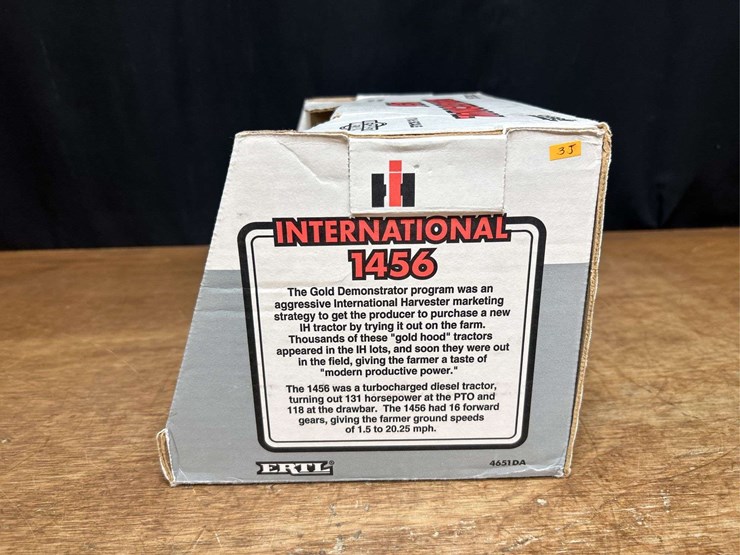 3J
IH
INTERNATIONAL
1456
The Gold Demonstrator program was an
aggressive International Harvester marketing
strategy to get the producer to purchase a new
IH tractor by trying it out on the farm.
Thousands of these "gold hood" tractors
appeared in the IH lots, and soon they were out
in the field, giving the farmer a taste of
"modern productive power."
The 1456 was a turbocharged diesel tractor,
turning out 131 horsepower at the PTO and
118 at the drawbar. The 1456 had 16 forward
gears, giving the farmer ground speeds
of 1.5 to 20.25 mph.
ERTL®
4651DA